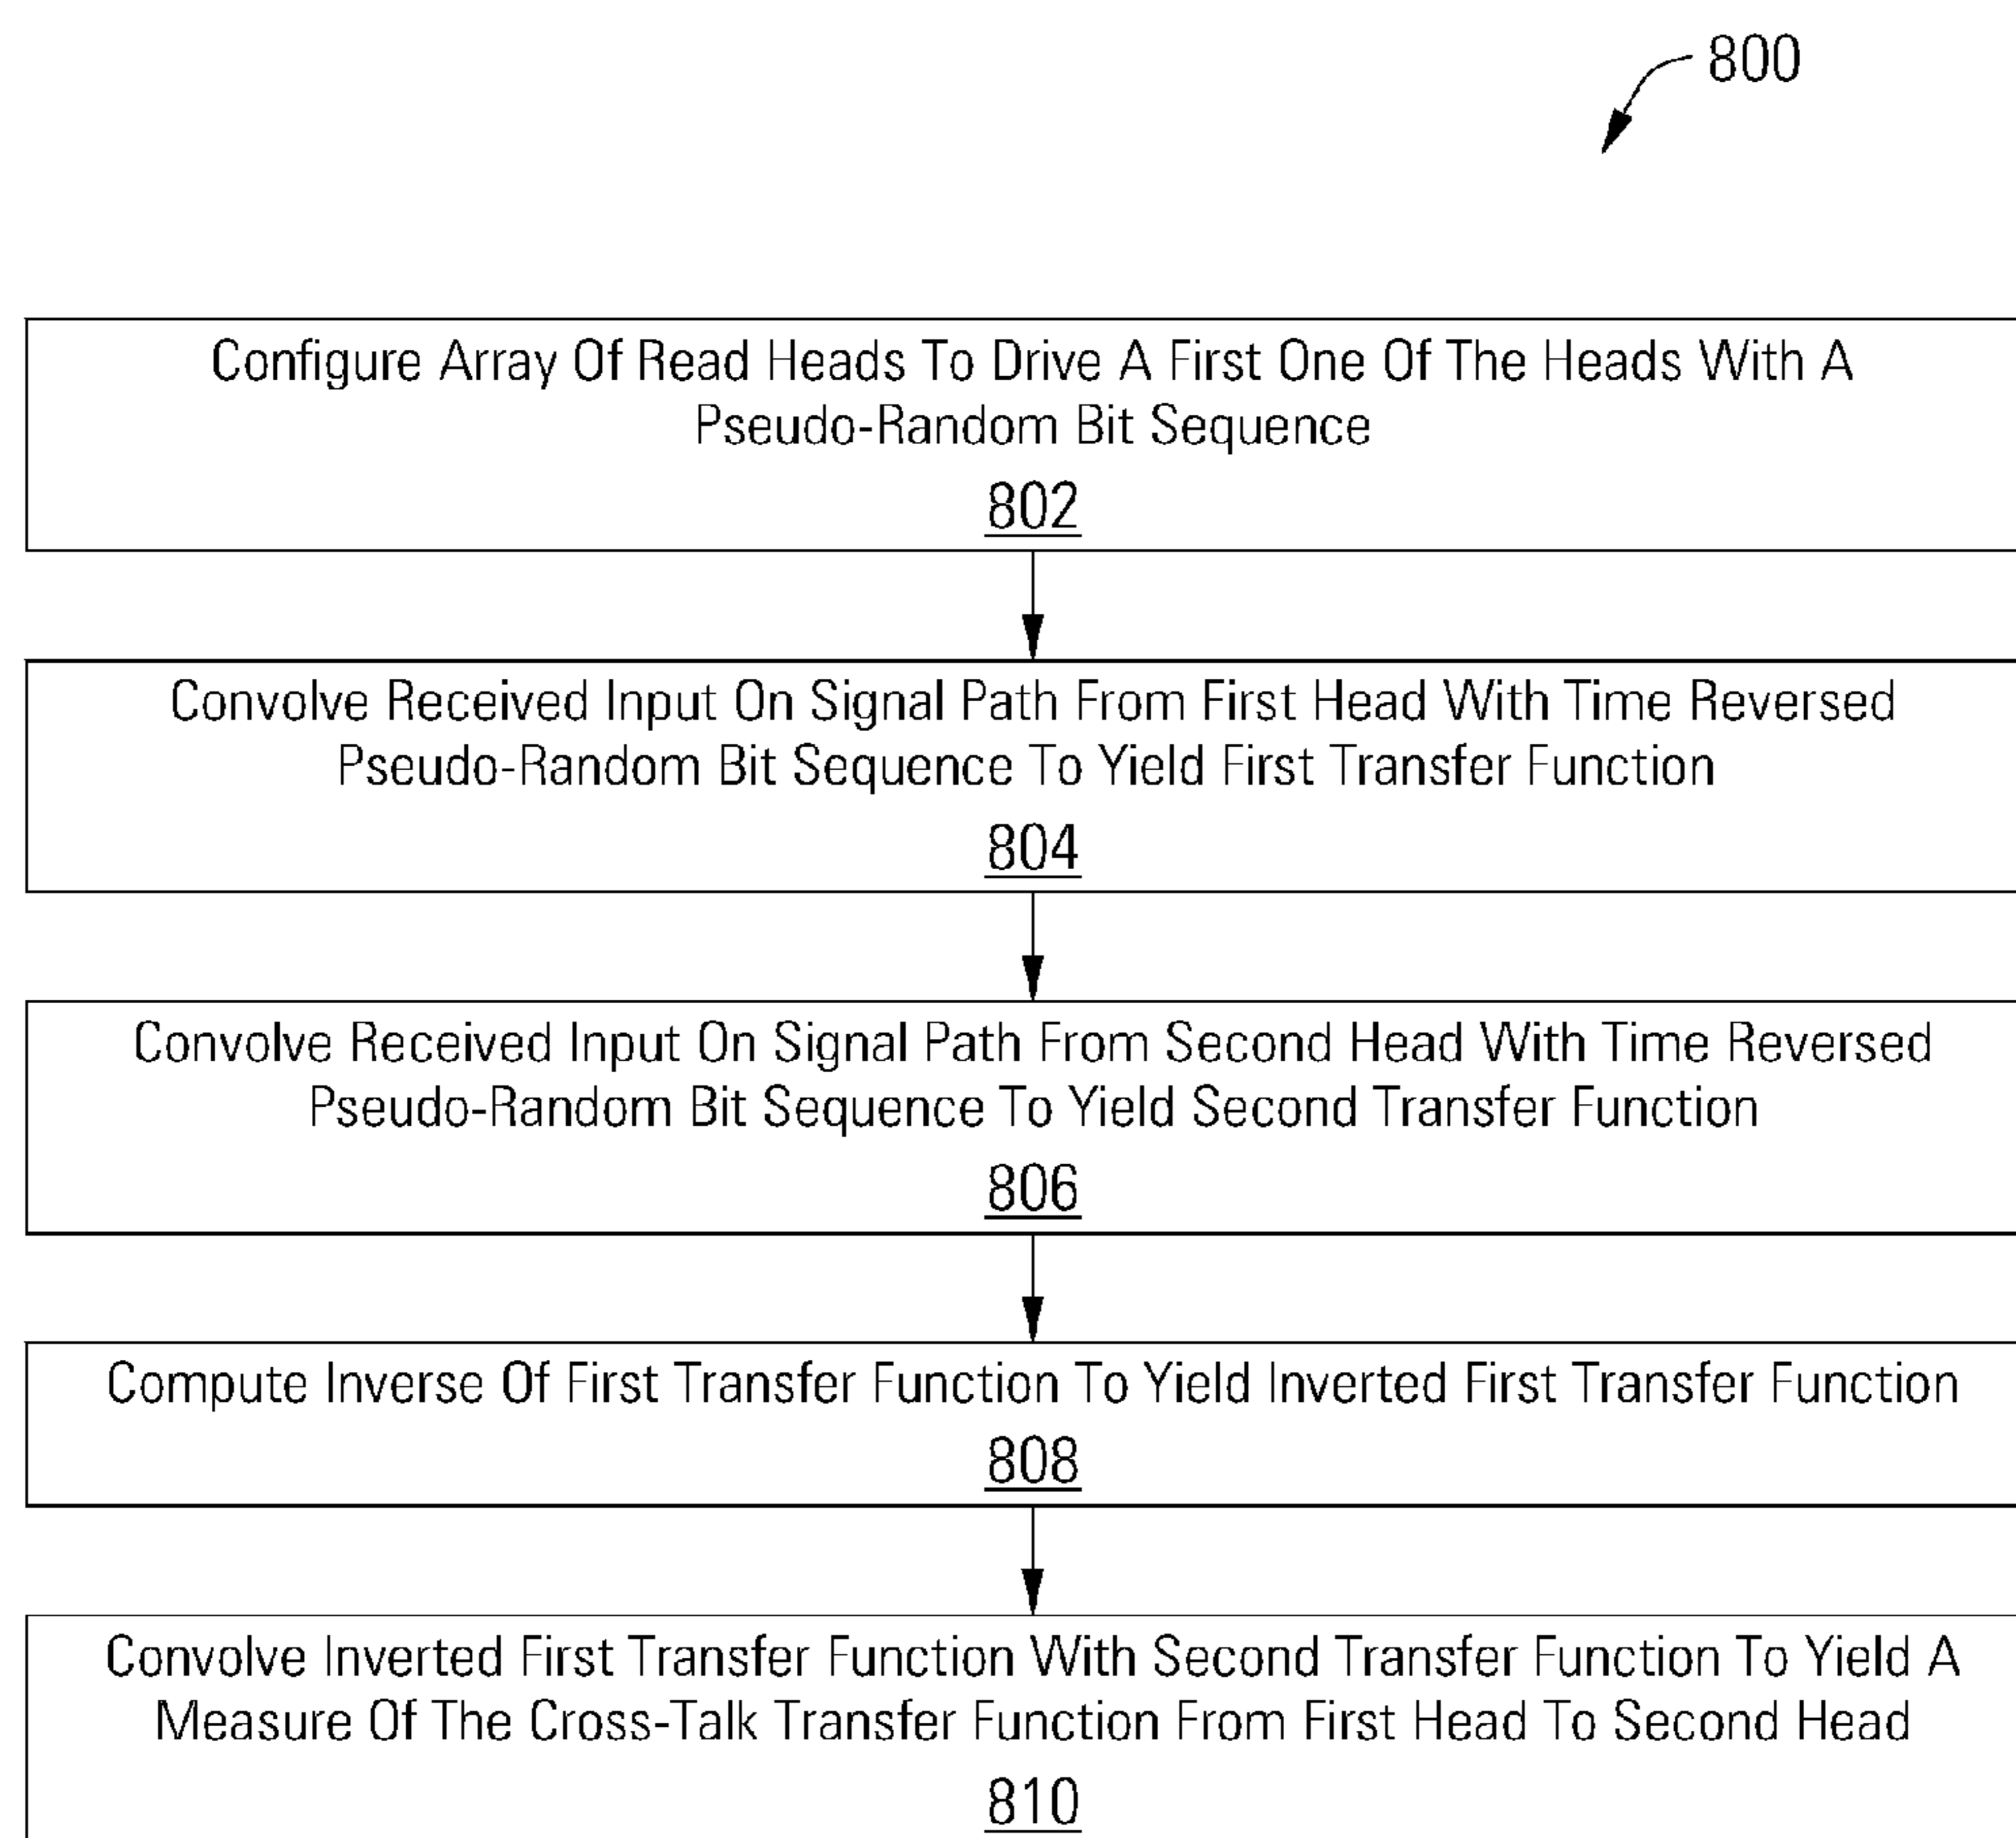 800
Configure Array Of Read Heads To Drive A First One Of The Heads With A
Pseudo-Random Bit Sequence
802
Convolve Received Input On Signal Path From First Head With Time Reversed
Pseudo-Random Bit Sequence To Yield First Transfer Function
804
Convolve Received Input On Signal Path From Second Head With Time Reversed
Pseudo-Random Bit Sequence To Yield Second Transfer Function
806
Compute Inverse Of First Transfer Function To Yield Inverted First Transfer Function
808
Convolve Inverted First Transfer Function With Second Transfer Function To Yield A
Measure Of The Cross-Talk Transfer Function From First Head To Second Head
810